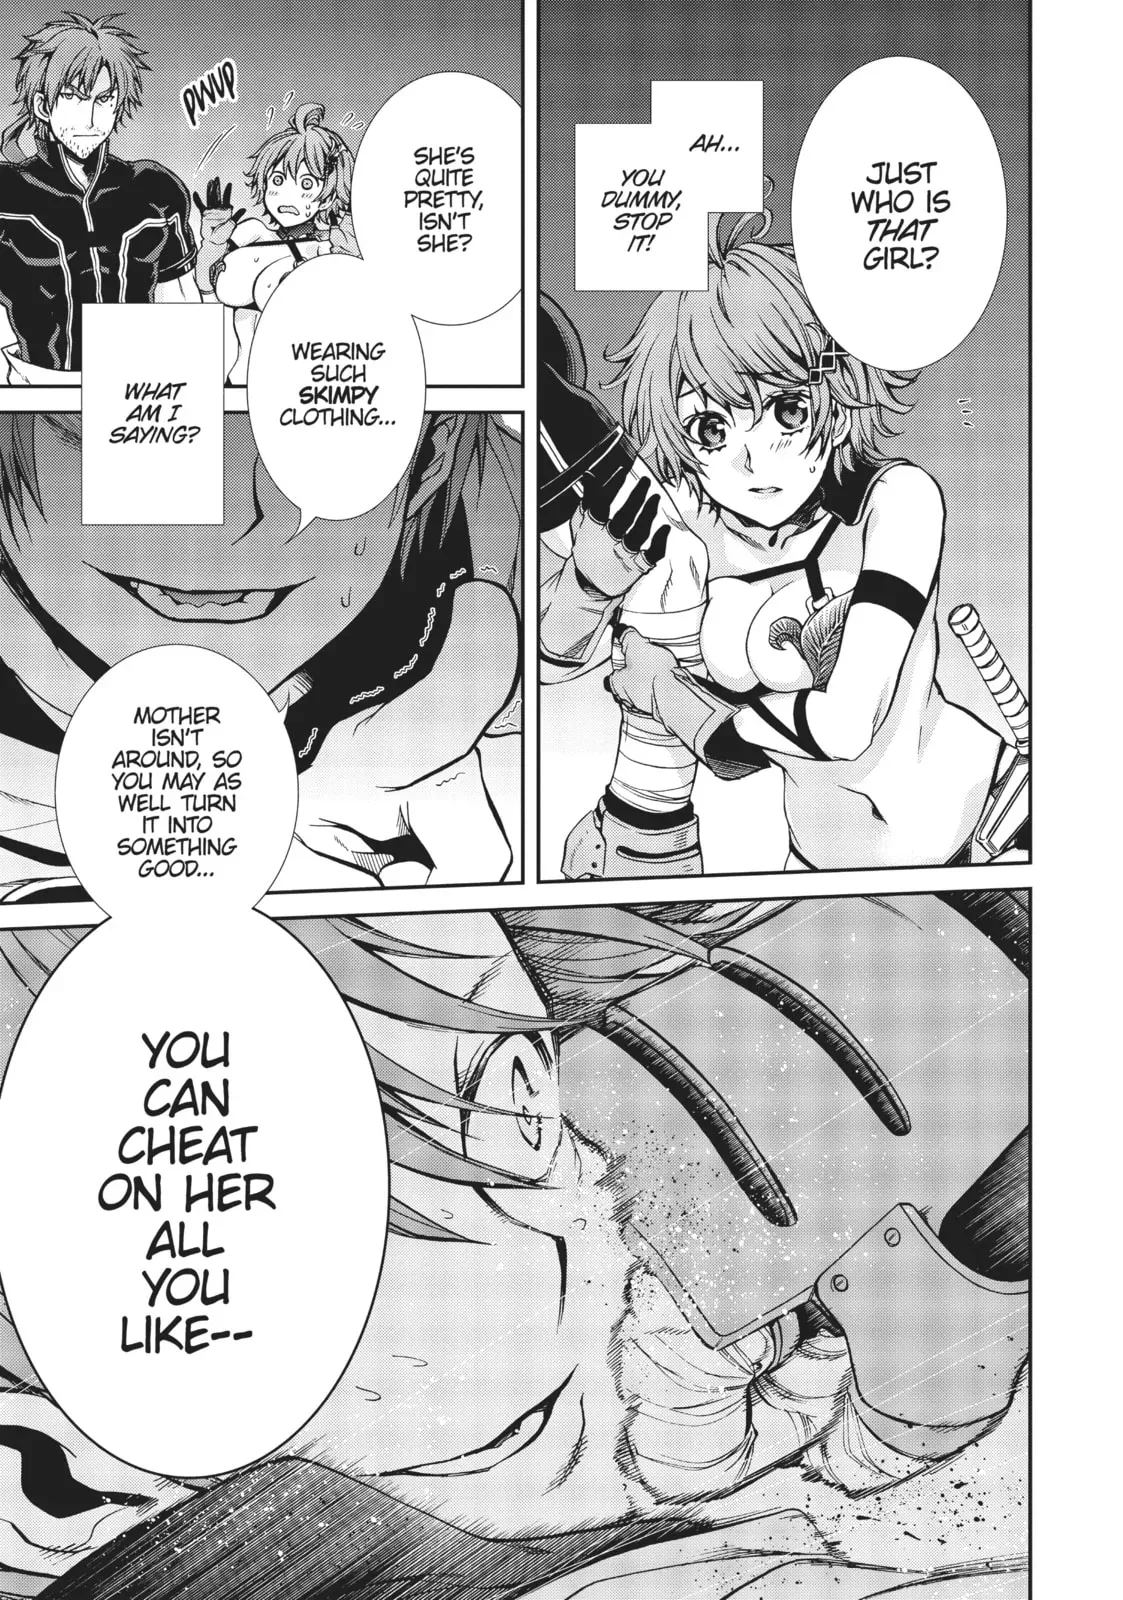 JUST
WHO IS
THAT
GIRL?
AH...
YOU
DUMMY,
STOP
IT!
SHE'S
QUITE
PRETTY,
ISN'T
SHE?
PWUP
WEARING
SUCH
SKIMPY
CLOTHING...
WHAT
AM I
SAYING?
MOTHER
ISN'T
AROUND, SO
YOU MAY AS
WELL TURN
IT INTO
SOMETHING
GOOD...
YOU
CAN
CHEAT
ON HER
ALL
YOU
LIKE--